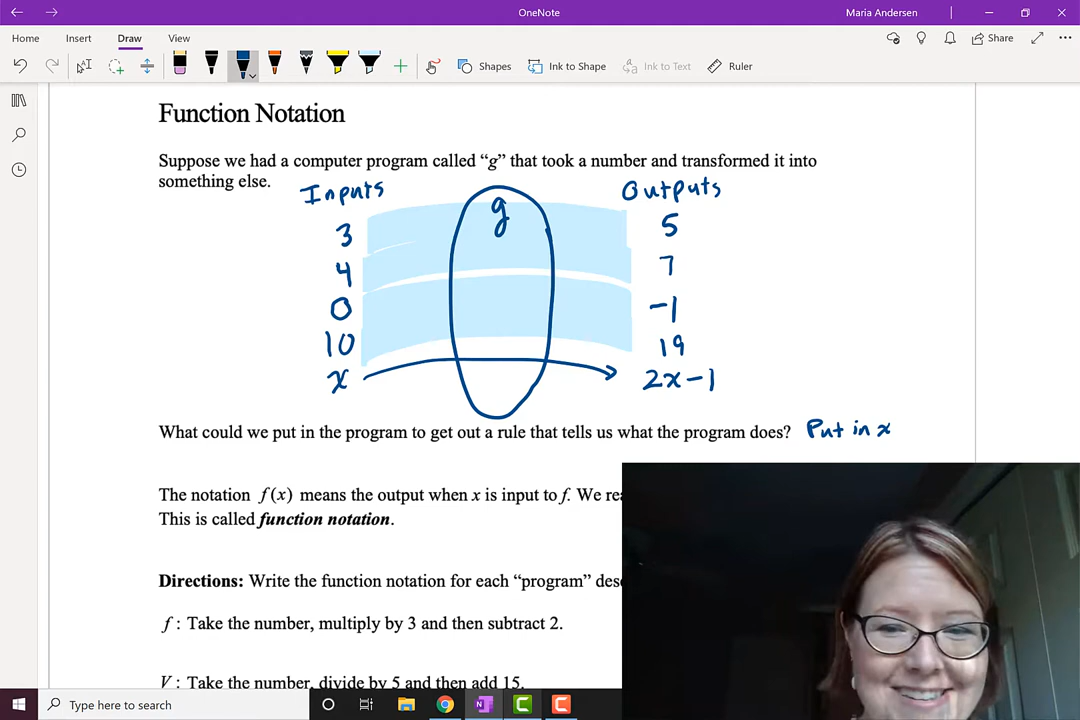 OneNote
Maria Andersen
Home Insert Draw View
Share
Shapes Ink to Shape Ink to Text Ruler
Function Notation
Suppose we had a computer program called “g” that took a number and transformed it into
something else.
Inputs g Outputs
3 5
4 7
0 -1
10 19
x 2x-1
What could we put in the program to get out a rule that tells us what the program does? Put in x
The notation f(x) means the output when x is input to f. We
This is called function notation.
Directions: Write the function notation for each “program”
f : Take the number, multiply by 3 and then subtract 2.
V : Take the number, divide by 5 and then add 15.
Type here to search